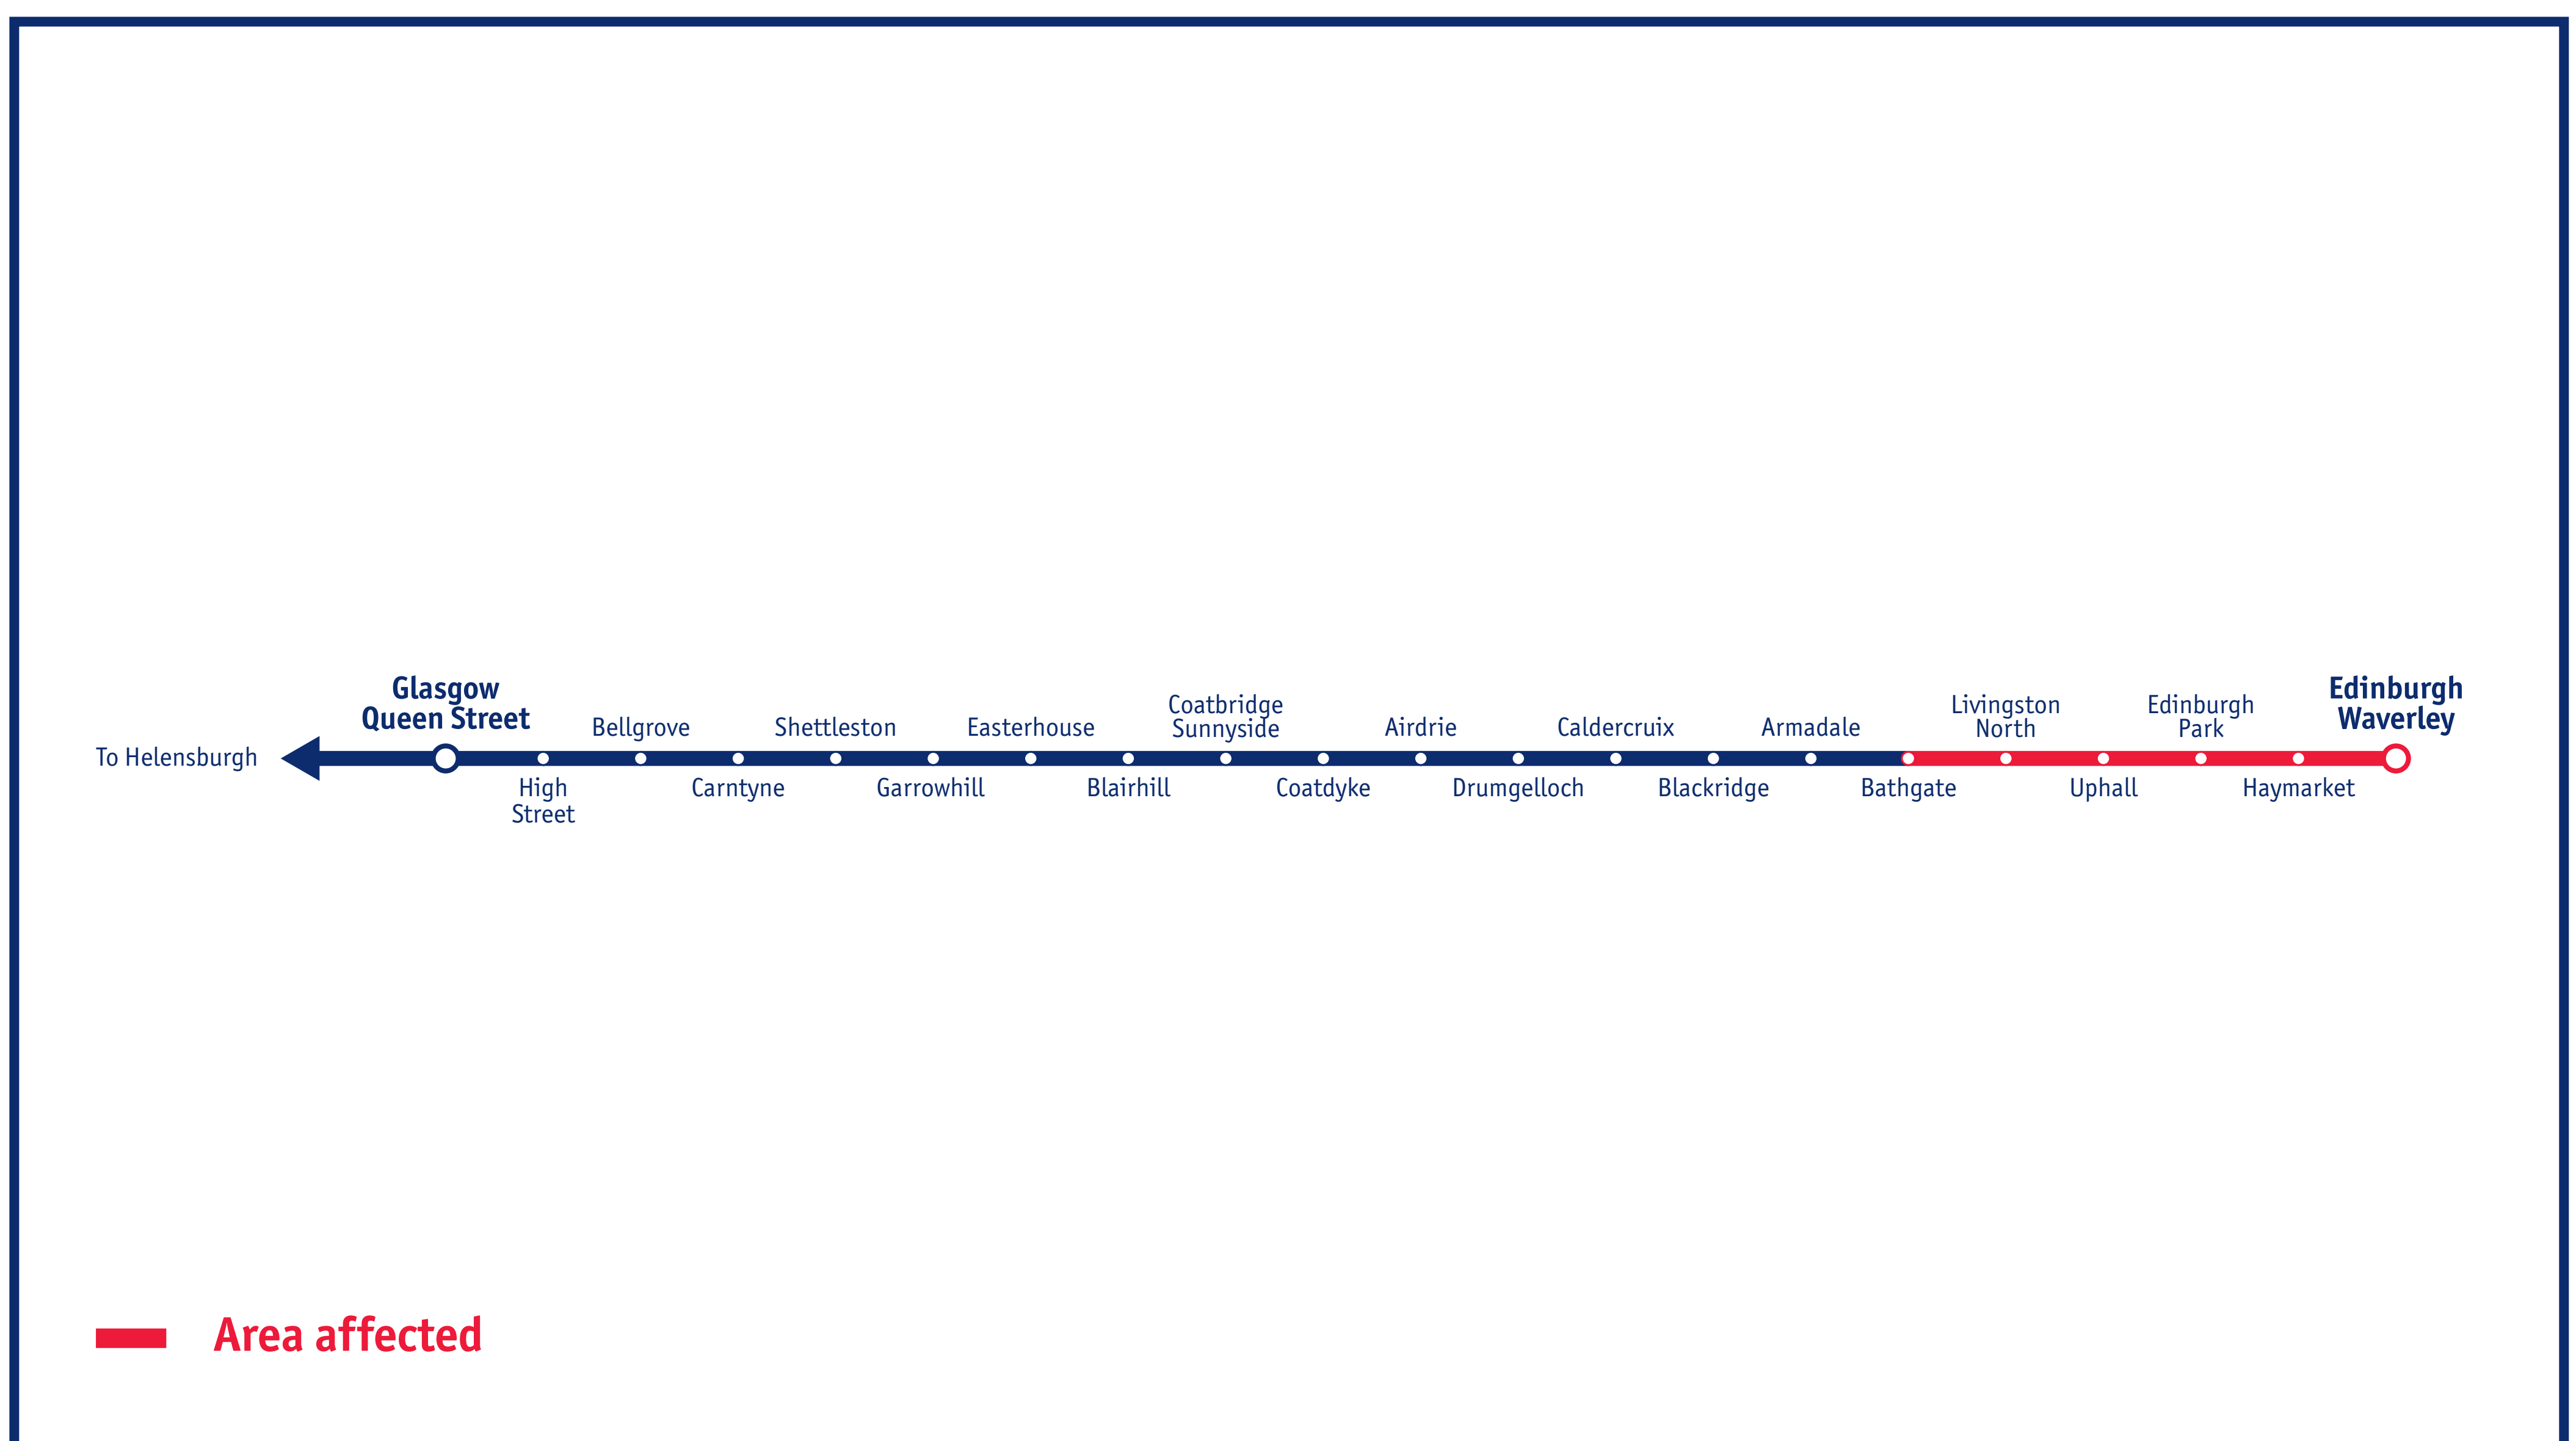 To Helensburgh
Glasgow
Queen Street
High
Street
Bellgrove
Carntyne
Shettleston
Garrowhill
Easterhouse
Blairhill
Coatbridge
Sunnyside
Coatdyke
Airdrie
Drumgelloch
Caldercruix
Blackridge
Armadale
Bathgate
Livingston
North
Uphall
Edinburgh
Park
Haymarket
Edinburgh
Waverley
Area affected